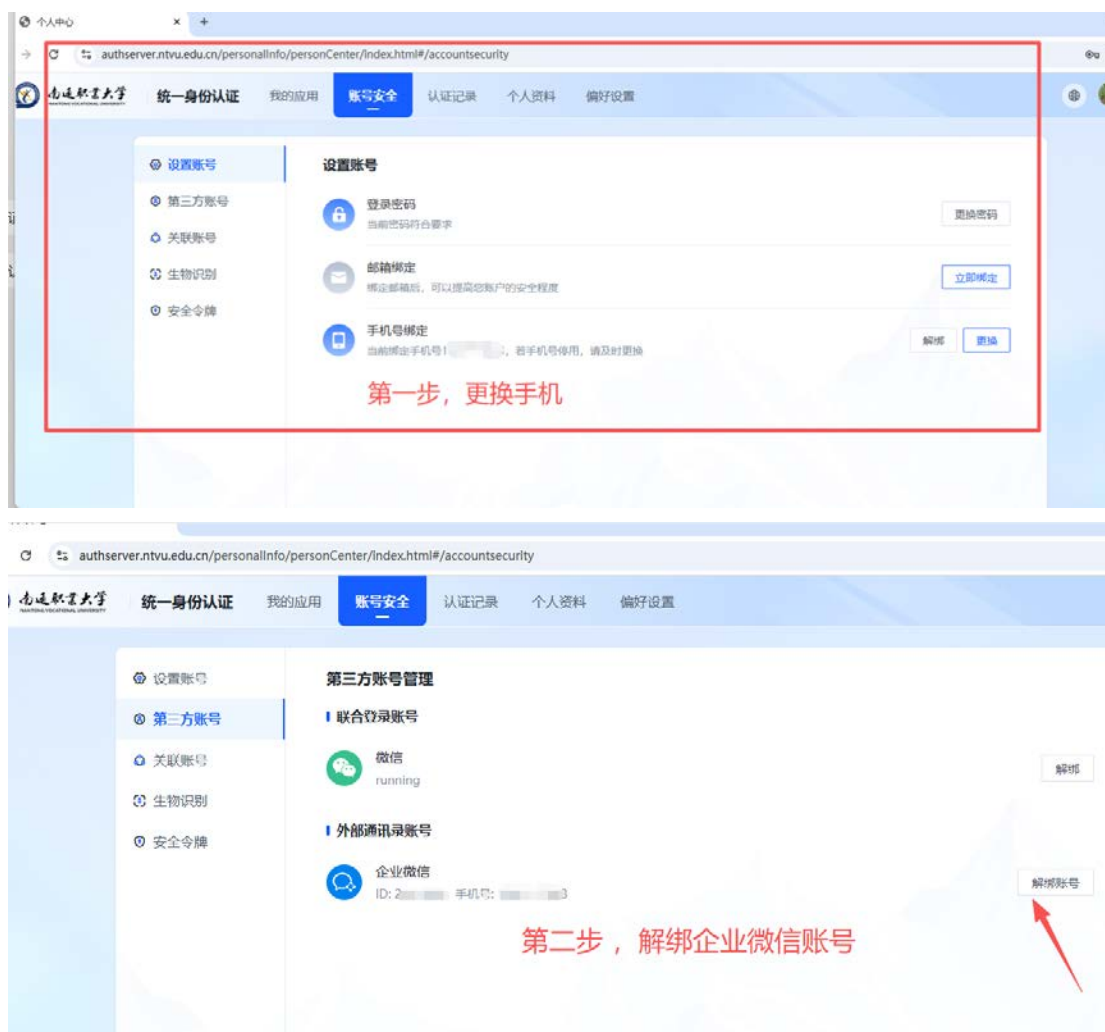 个人中心
authserver.ntvu.edu.cn/personalInfo/personCenter/index.html#/accountsecurity
南通职业大学 统一身份认证 我的应用 账号安全 认证记录 个人资料 偏好设置
设置账号
第三方账号
关联账号
生物识别
安全令牌
设置账号
登录密码
当前密码符合要求
更换密码
邮箱绑定
绑定邮箱后，可以提高您账户的安全程度
立即绑定
手机号绑定
当前绑定手机号1，若手机号停用，请及时更换
解绑 更换
第一步，更换手机
authserver.ntvu.edu.cn/personalInfo/personCenter/index.html#/accountsecurity
南通职业大学 统一身份认证 我的应用 账号安全 认证记录 个人资料 偏好设置
设置账号
第三方账号
关联账号
生物识别
安全令牌
第三方账号管理
联合登录账号
微信
running
解绑
外部通讯录账号
企业微信
ID: 2 手机号: 3
解绑账号
第二步，解绑企业微信账号